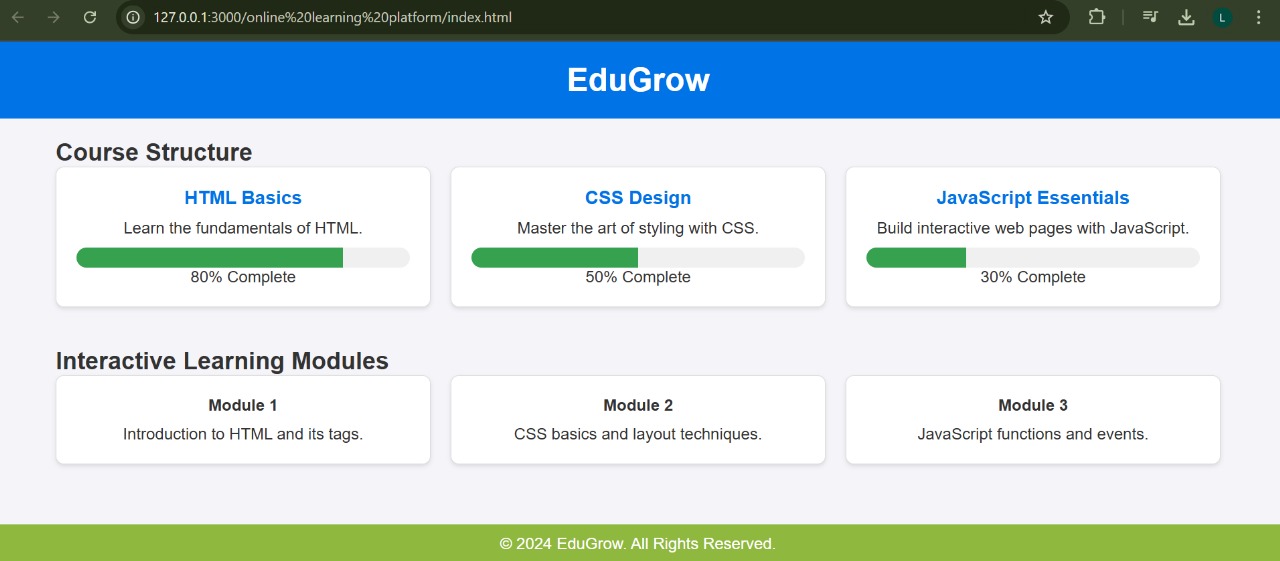 127.0.0.1:3000/online%20learning%20platform/index.html
L
EduGrow
Course Structure
HTML Basics
Learn the fundamentals of HTML.
80% Complete
CSS Design
Master the art of styling with CSS.
50% Complete
JavaScript Essentials
Build interactive web pages with JavaScript.
30% Complete
Interactive Learning Modules
Module 1
Introduction to HTML and its tags.
Module 2
CSS basics and layout techniques.
Module 3
JavaScript functions and events.
© 2024 EduGrow. All Rights Reserved.